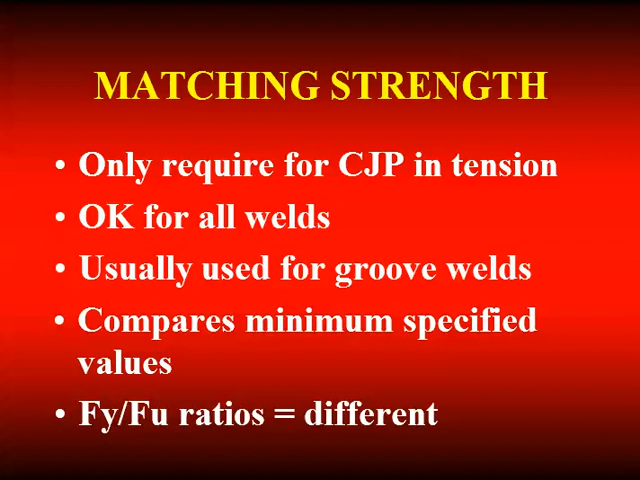 MATCHING STRENGTH
• Only require for CJP in tension
• OK for all welds
• Usually used for groove welds
• Compares minimum specified
values
• Fy/Fu ratios = different